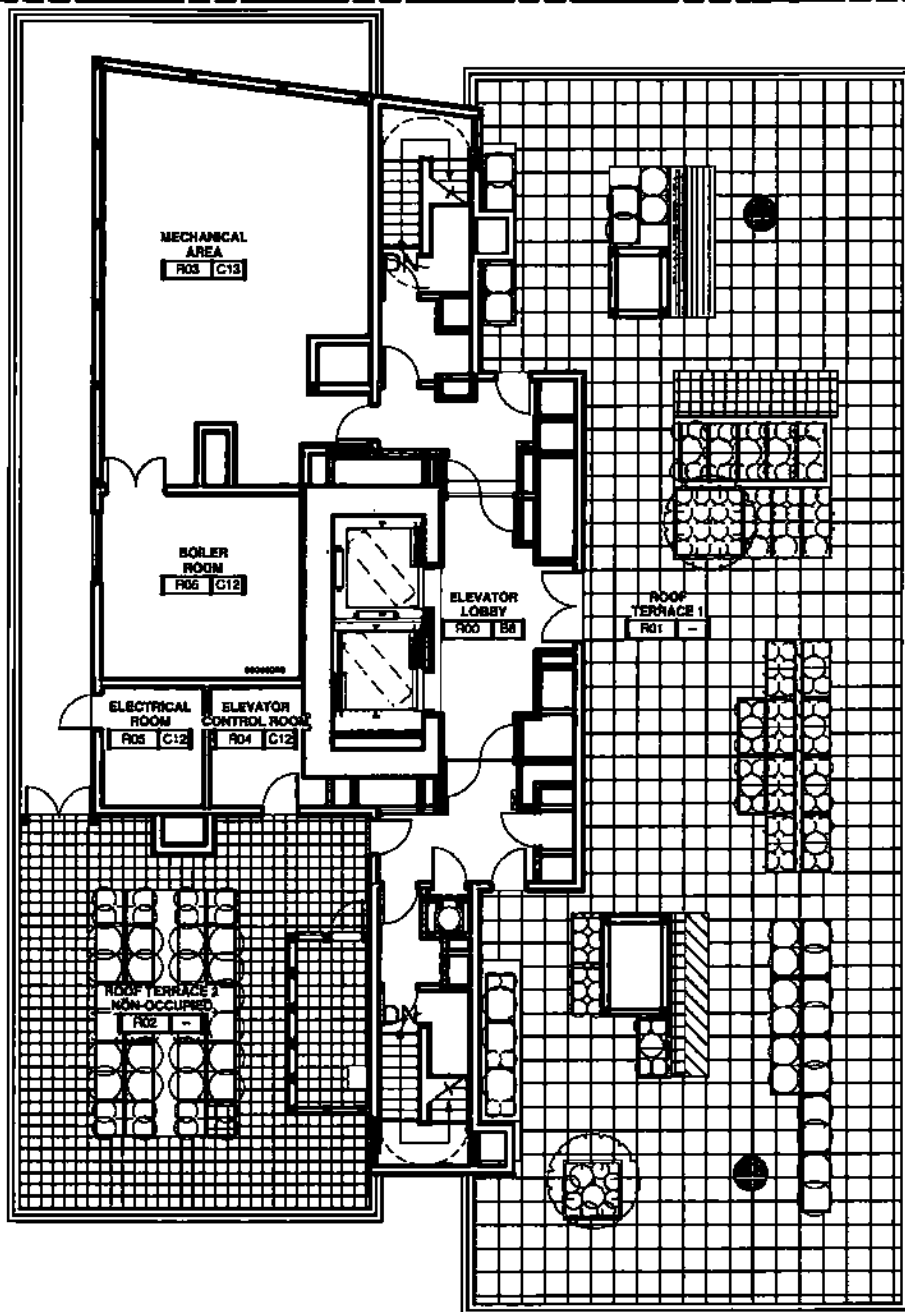 DN
MECHANICAL
AREA
R03 C13
BOILER
ROOM
R06 C12
ELEVATOR
LOBBY
R00 B8
ROOF
TERRACE 1
R01 -
ELECTRICAL
ROOM
R05 C12
ELEVATOR
CONTROL ROOM
R04 C12
ROOF TERRACE 2
NON-OCCUPIED
R02 -
DN